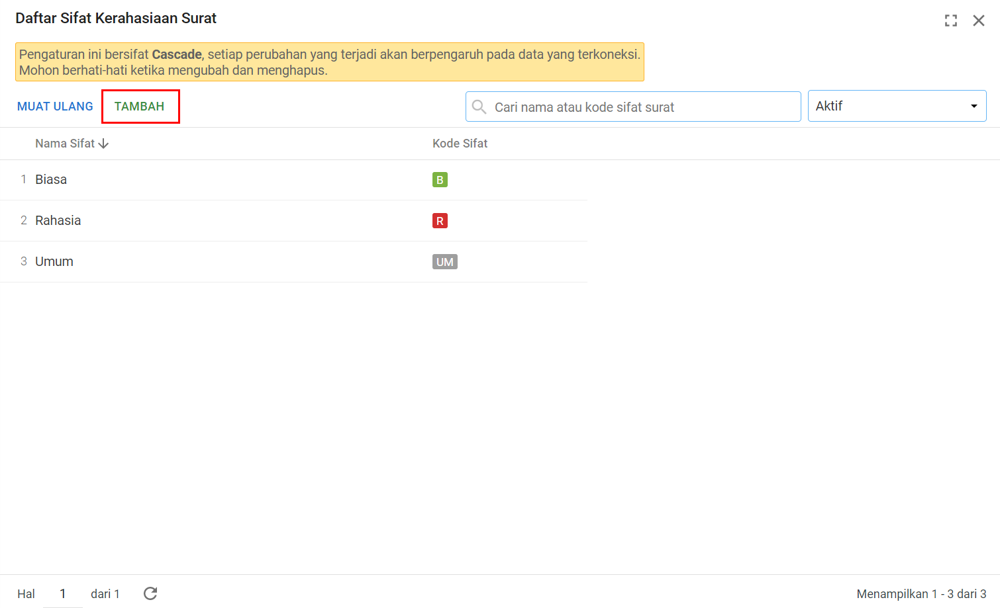 Daftar Sifat Kerahasiaan Surat
Pengaturan ini bersifat Cascade, setiap perubahan yang terjadi akan berpengaruh pada data yang terkoneksi.
Mohon berhati-hati ketika mengubah dan menghapus.
MUAT ULANG TAMBAH Cari nama atau kode sifat surat Aktif
Nama Sifat Kode Sifat
1 Biasa B
2 Rahasia R
3 Umum UM
Hal 1 dari 1 Menampilkan 1 - 3 dari 3